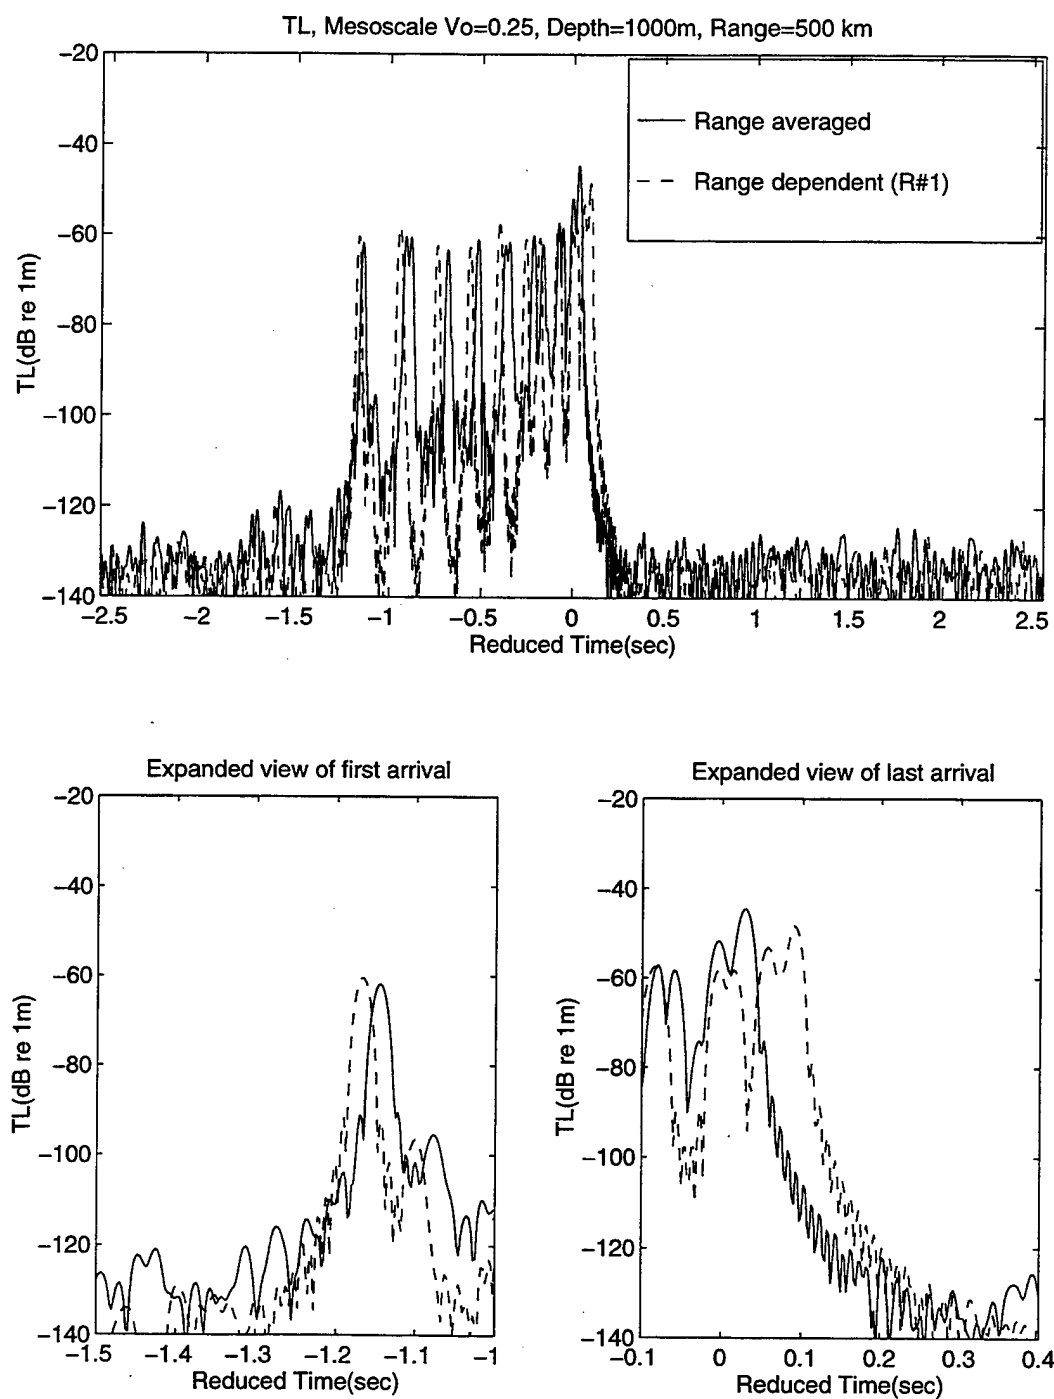 TL, Mesoscale Vo=0.25, Depth=1000m, Range=500 km
−20
−40
−60
−80
−100
−120
−140
TL(dB re 1m)
Range averaged
Range dependent (R#1)
−2.5 −2 −1.5 −1 −0.5 0 0.5 1 1.5 2 2.5
Reduced Time(sec)
Expanded view of first arrival
−20
−40
−60
−80
−100
−120
−140
TL(dB re 1m)
−1.5 −1.4 −1.3 −1.2 −1.1 −1
Reduced Time(sec)
Expanded view of last arrival
−20
−40
−60
−80
−100
−120
−140
TL(dB re 1m)
−0.1 0 0.1 0.2 0.3 0.4
Reduced Time(sec)